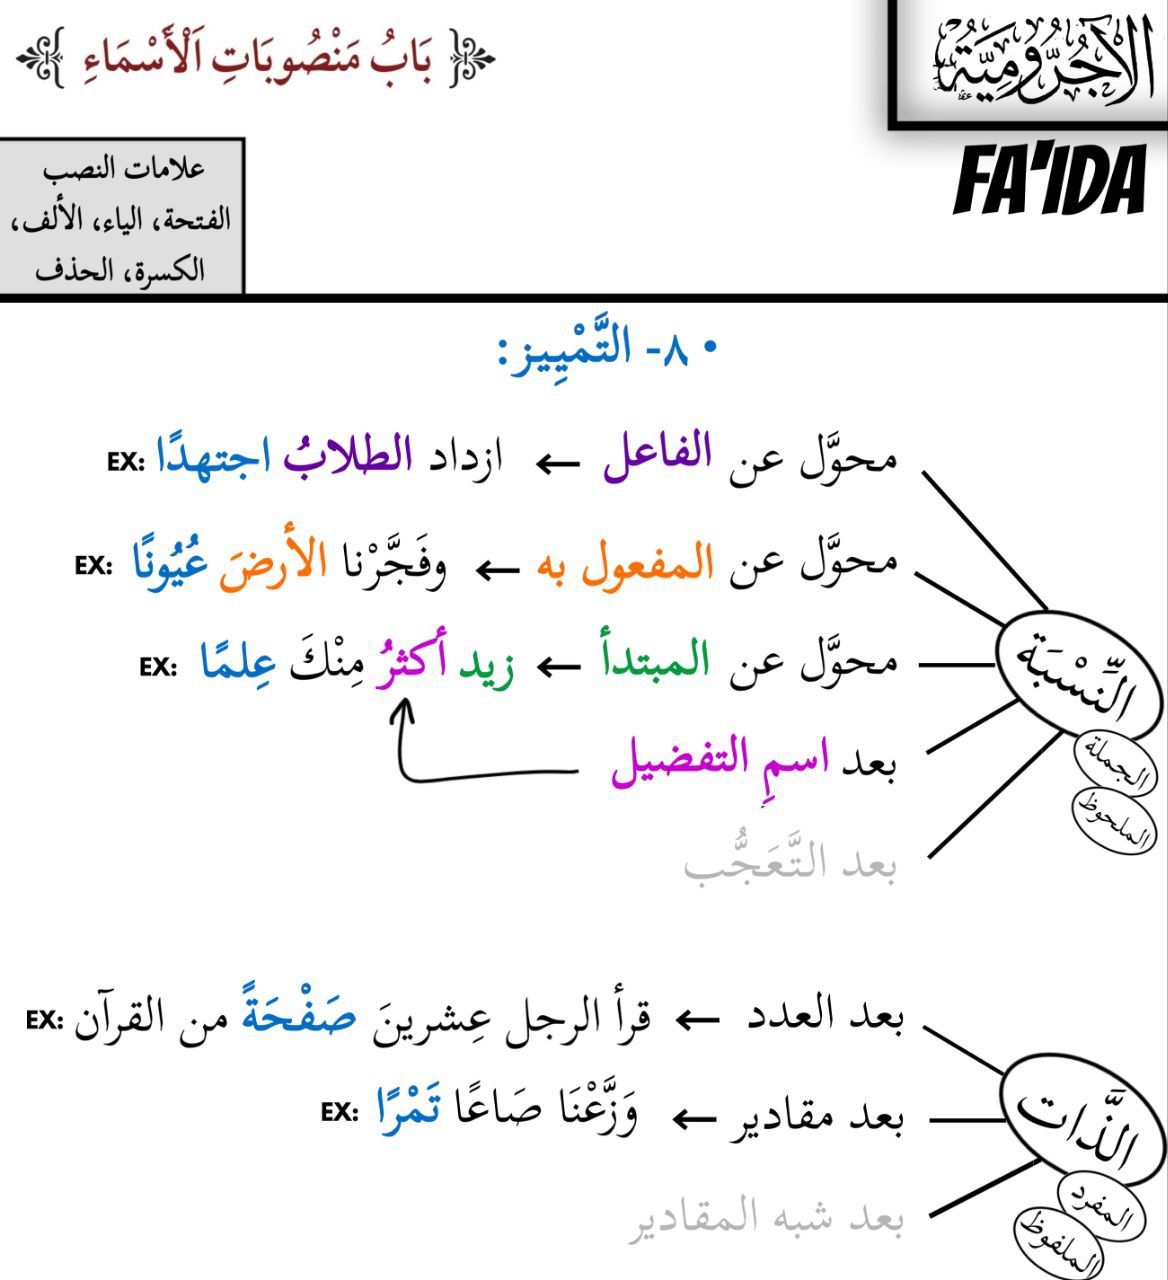 الآجُرُّومِيَّةُ
بَابُ مَنْصُوبَاتِ اَلْأَسْمَاءِ
FA'IDA
علامات النصب
الفتحة، الياء، الألف،
الكسرة، الحذف
• ٨- التَّمْيِيز :
محوَّل عن الفاعل ← ازداد الطلابُ اجتهدًا EX:
محوَّل عن المفعول به ← وفَجَّرْنا الأرضَ عُيُونًا EX:
محوَّل عن المبتدأ ← زيد أكثرُ مِنْكَ عِلمًا EX:
النِّسْبَة
بعد اسمِ التفضيل
الجملة
الملحوظ
بعد التَّعَجُّب
بعد العدد ← قرأ الرجل عِشرينَ صَفْحَةً من القرآن EX:
بعد مقادير ← وَزَّعْنَا صَاعًا تَمْرًا EX:
الذَّات
المفرد
بعد شبه المقادير
الملفوظ